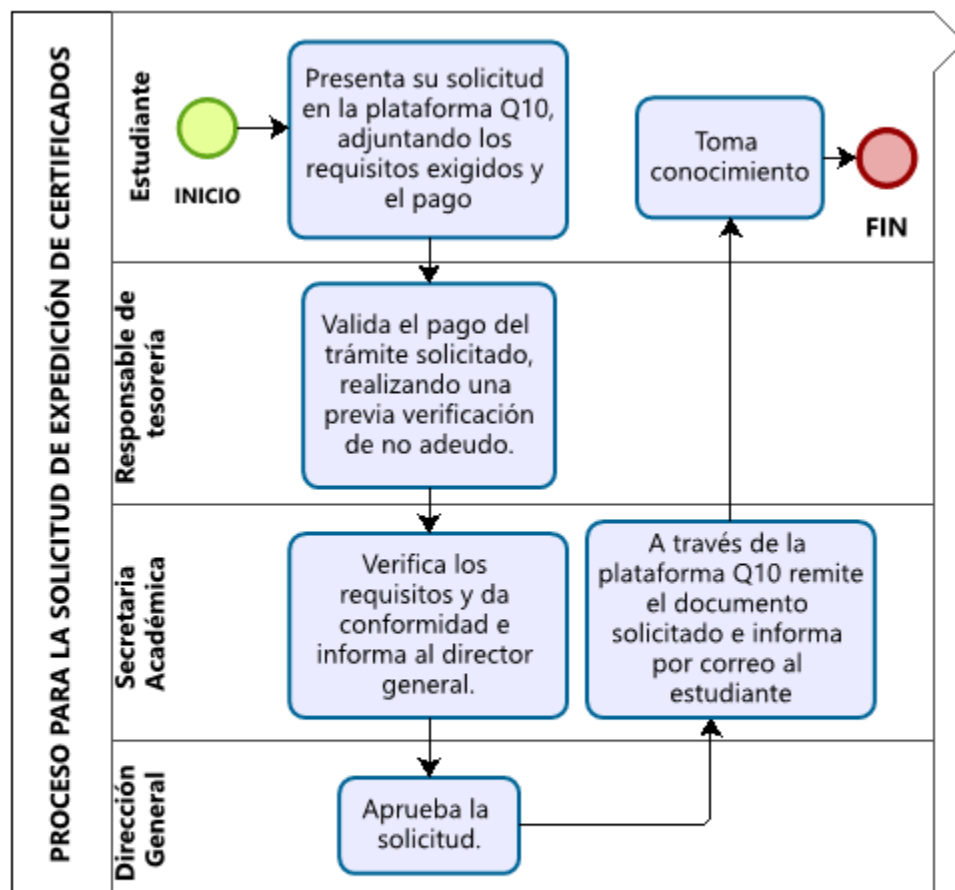 PROCESO PARA LA SOLICITUD DE EXPEDICIÓN DE CERTIFICADOS
Estudiante
INICIO
Presenta su solicitud
en la plataforma Q10,
adjuntando los
requisitos exigidos y
el pago
Toma
conocimiento
FIN
Responsable de
tesorería
Valida el pago del
trámite solicitado,
realizando una
previa verificación
de no adeudo.
Secretaria
Académica
Verifica los
requisitos y da
conformidad e
informa al director
general.
A través de la
plataforma Q10 remite
el documento
solicitado e informa
por correo al
estudiante
Dirección
General
Aprueba la
solicitud.